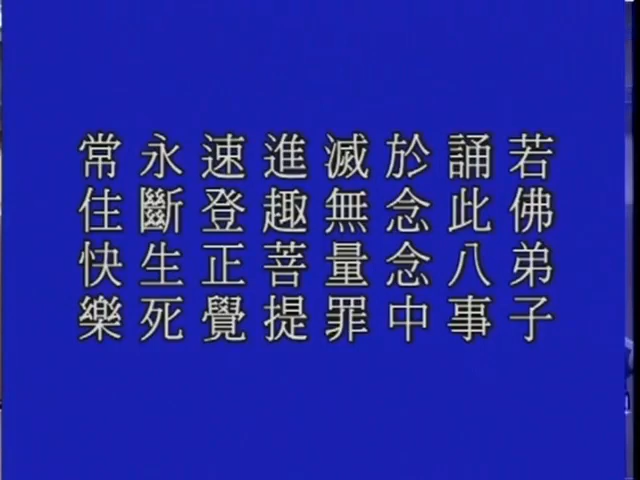 若佛弟子
誦此八事
於念念中
滅無量罪
進趣菩提
速登正覺
永斷生死
常住快樂